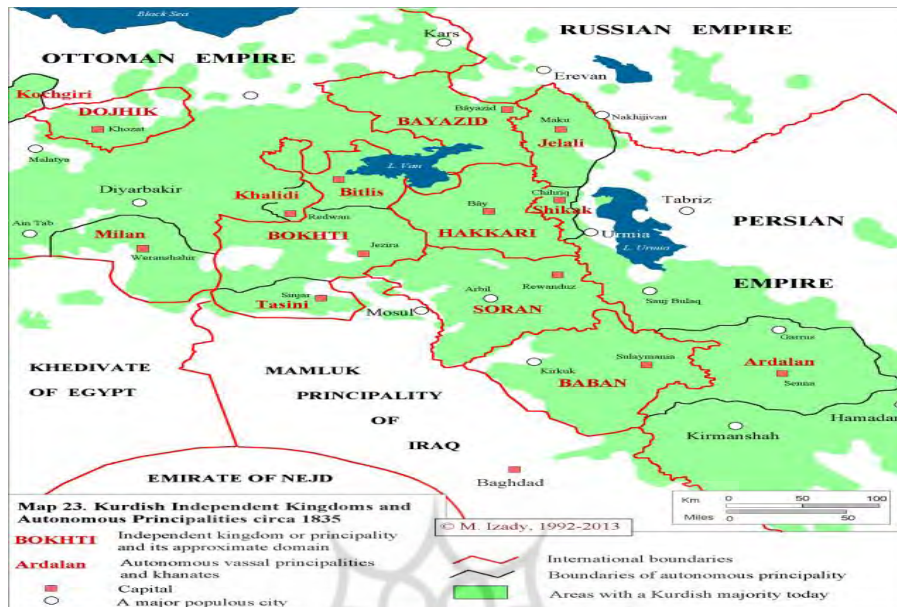 Black Sea
Kars
RUSSIAN EMPIRE
OTTOMAN EMPIRE
Erevan
Kochgiri
DOJHIK
Khozat
Bâyazid
BAYAZID
Maku
Nakhijivan
Jelali
Malatya
L. Van
Diyarbakir
Khalidi
Bitlis
Chihriq
Tabriz
Bây
Shikak
Redwan
Ain Tab
Milan
BOKHTI
HAKKARI
Urmia
PERSIAN
Weranshahir
Jezira
L. Urmia
Rewanduz
EMPIRE
Sinjar
Arbil
Sauj Bulaq
Tasini
Mosul
SORAN
Garrus
KHEDIVATE
OF EGYPT
MAMLUK
PRINCIPALITY
OF
IRAQ
Sulaymania
Ardalan
Kirkuk
BABAN
Senna
Hamadan
Kirmanshah
EMIRATE OF NEJD
Baghdad
Km. 0 50 100
Miles 0 50
Map 23. Kurdish Independent Kingdoms and
Autonomous Principalities circa 1835
© M. Izady, 1992-2013
BOKHTI Independent kingdom or principality
and its approximate domain
Ardalan Autonomous vassal principalities
and khanates
Capital
A major populous city
International boundaries
Boundaries of autonomous principality
Areas with a Kurdish majority today